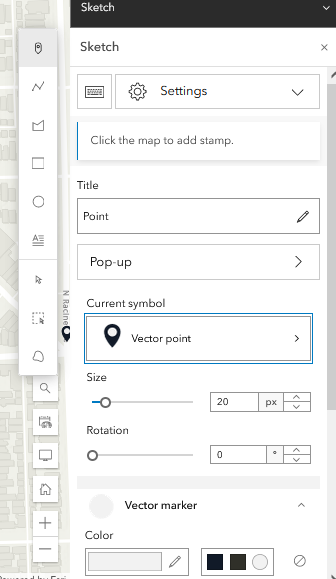 Sketch
Sketch
Settings
Click the map to add stamp.
Title
Point
Pop-up
N Racine
Current symbol
Vector point
Size
20 px
Rotation
0 °
Vector marker
Color
Powered by Esri